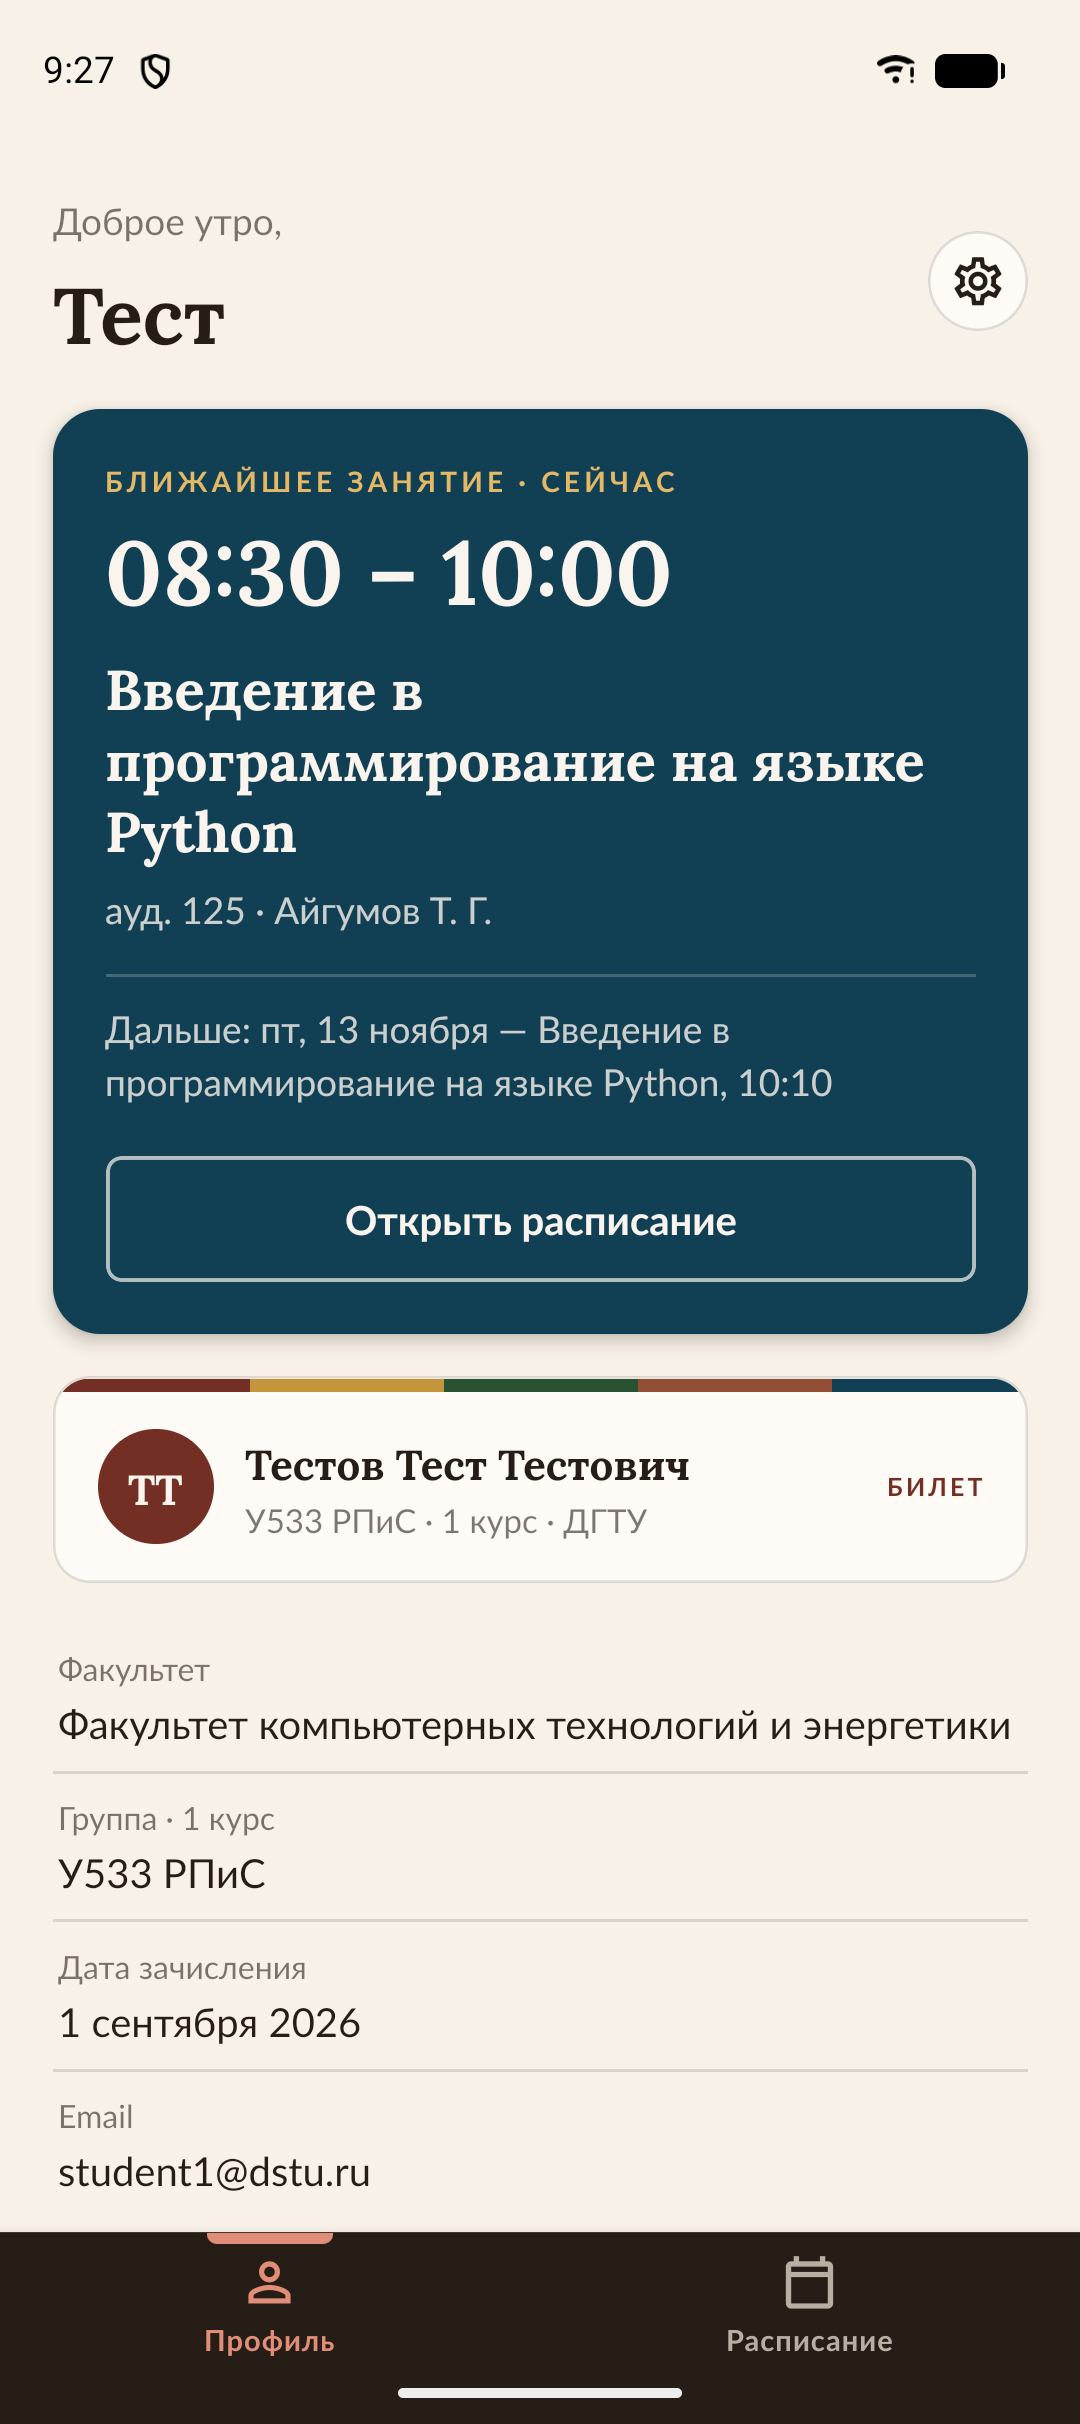 9:27
Доброе утро,
Тест
БЛИЖАЙШЕЕ ЗАНЯТИЕ · СЕЙЧАС
08:30 – 10:00
Введение в
программирование на языке
Python
ауд. 125 · Айгумов Т. Г.
Дальше: пт, 13 ноября — Введение в
программирование на языке Python, 10:10
Открыть расписание
ТТ
Тестов Тест Тестович
У533 РПиС · 1 курс · ДГТУ
БИЛЕТ
Факультет
Факультет компьютерных технологий и энергетики
Группа · 1 курс
У533 РПиС
Дата зачисления
1 сентября 2026
Email
student1@dstu.ru
Профиль
Расписание